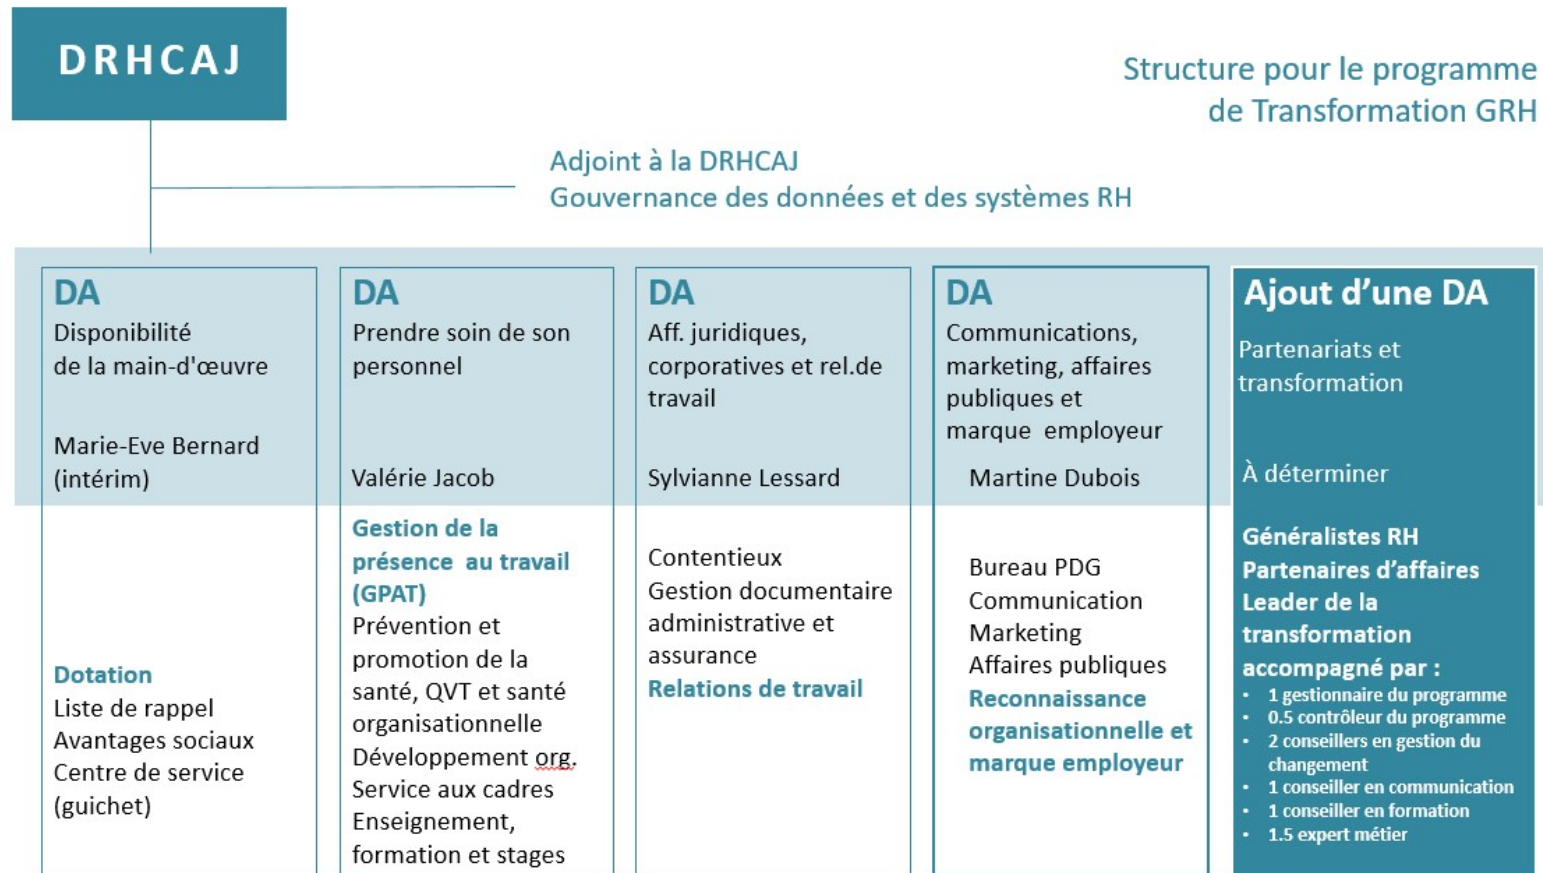 DRHCAJ
Structure pour le programme
de Transformation GRH
Adjoint à la DRHCAJ
Gouvernance des données et des systèmes RH
DA
Disponibilité
de la main-d'œuvre
Marie-Eve Bernard
(intérim)
Dotation
Liste de rappel
Avantages sociaux
Centre de service
(guichet)
DA
Prendre soin de son
personnel
Valérie Jacob
Gestion de la
présence au travail
(GPAT)
Prévention et
promotion de la
santé, QVT et santé
organisationnelle
Développement org.
Service aux cadres
Enseignement,
formation et stages
DA
Aff. juridiques,
corporatives et rel.de
travail
Sylvianne Lessard
Contentieux
Gestion documentaire
administrative et
assurance
Relations de travail
DA
Communications,
marketing, affaires
publiques et
marque employeur
Martine Dubois
Bureau PDG
Communication
Marketing
Affaires publiques
Reconnaissance
organisationnelle et
marque employeur
Ajout d'une DA
Partenariats et
transformation
À déterminer
Généralistes RH
Partenaires d'affaires
Leader de la
transformation
accompagné par :
• 1 gestionnaire du programme
• 0.5 contrôleur du programme
• 2 conseillers en gestion du
changement
• 1 conseiller en communication
• 1 conseiller en formation
• 1.5 expert métier